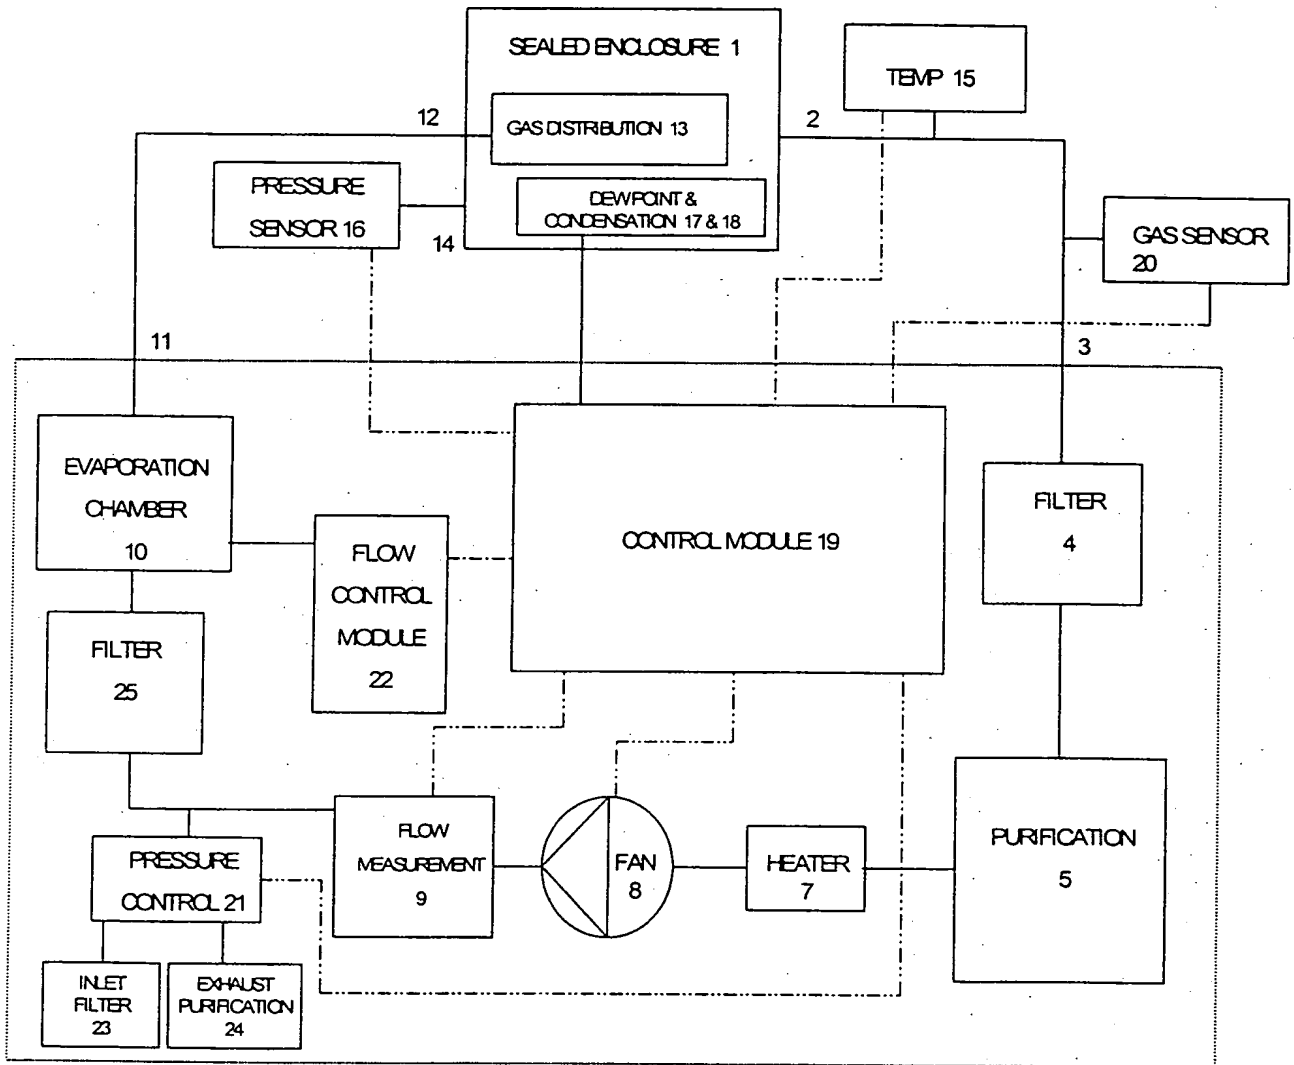 SEALED ENCLOSURE 1
TEMP 15
12
2
GAS DISTRIBUTION 13
PRESSURE
SENSOR 16
DEWPOINT &
CONDENSATION 17 & 18
14
GAS SENSOR
20
11
3
EVAPORATION
CHAMBER
10
FILTER
4
CONTROL MODULE 19
FLOW
CONTROL
MODULE
22
FILTER
25
PURIFICATION
5
FLOW
MEASUREMENT
9
FAN
8
HEATER
7
PRESSURE
CONTROL 21
INLET
FILTER
23
EXHAUST
PURIFICATION
24